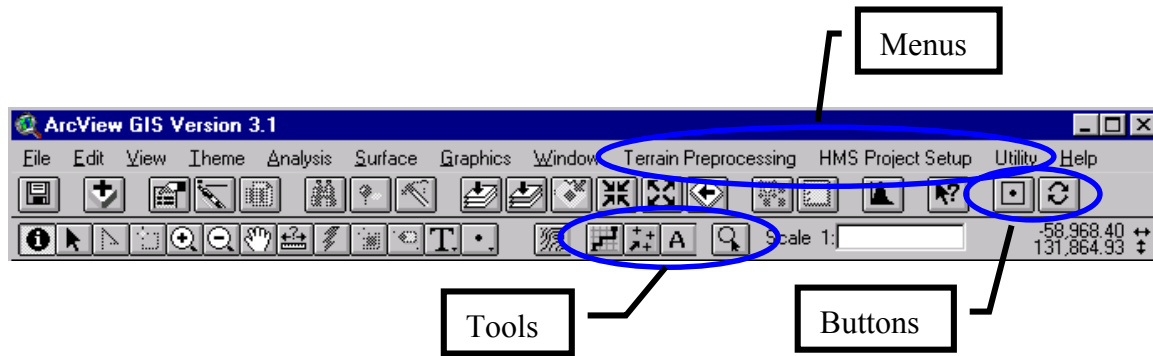 Menus
ArcView GIS Version 3.1
File Edit View Theme Analysis Surface Graphics Window Terrain Preprocessing HMS Project Setup Utility Help
T. A Scale 1: -58,968.40
131,864.93
Tools
Buttons